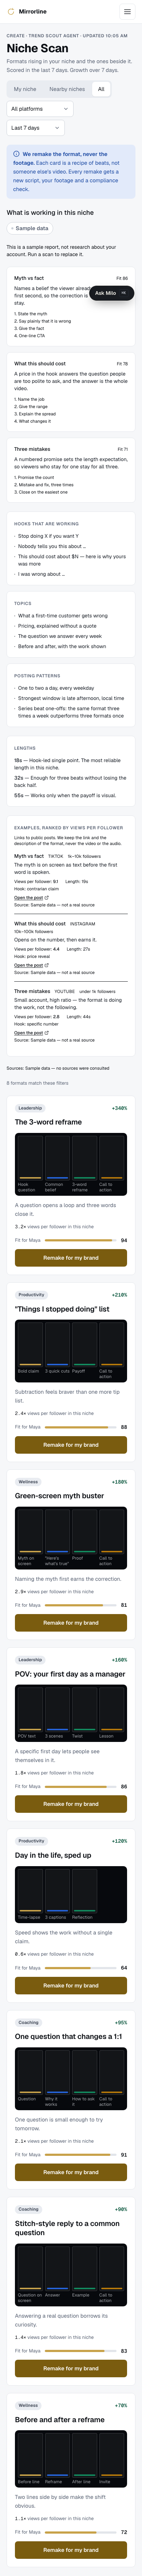 Mirrorline
CREATE · TREND SCOUT AGENT · UPDATED 10:05 AM
Niche Scan
Formats rising in your niche and the ones beside it.
Scored in the last 7 days. Growth over 7 days.
My niche
Nearby niches
All
All platforms
Last 7 days
We remake the format, never the
footage. Each card is a recipe of beats, not
someone else's video. Every remake gets a
new script, your footage and a compliance
check.
What is working in this niche
Sample data
This is a sample report, not research about your
account. Run a scan to replace it.
Myth vs fact
Fit 86
Names a belief the viewer already
first second, so the correction is
stay.
Ask Milo
1. State the myth
2. Say plainly that it is wrong
3. Give the fact
4. One-line CTA
What this should cost
Fit 78
A price in the hook answers the question people
are too polite to ask, and the answer is the whole
video.
1. Name the job
2. Give the range
3. Explain the spread
4. What changes it
Three mistakes
Fit 71
A numbered promise sets the length expectation,
so viewers who stay for one stay for all three.
1. Promise the count
2. Mistake and fix, three times
3. Close on the easiest one
HOOKS THAT ARE WORKING
· Stop doing X if you want Y
· Nobody tells you this about …
· This should cost about $N — here is why yours
was more
· I was wrong about …
TOPICS
· What a first-time customer gets wrong
· Pricing, explained without a quote
· The question we answer every week
· Before and after, with the work shown
POSTING PATTERNS
· One to two a day, every weekday
· Strongest window is late afternoon, local time
· Series beat one-offs: the same format three
times a week outperforms three formats once
LENGTHS
18s — Hook-led single point. The most reliable
length in this niche.
32s — Enough for three beats without losing the
back half.
55s — Works only when the payoff is visual.
EXAMPLES, RANKED BY VIEWS PER FOLLOWER
Links to public posts. We keep the link and the
description of the format, never the video or the audio.
Myth vs fact TIKTOK 1k–10k followers
The myth is on screen as text before the first
word is spoken.
Views per follower: 9.1 Length: 19s
Hook: contrarian claim
Open the post
Source: Sample data — not a real source
What this should cost INSTAGRAM
10k–100k followers
Opens on the number, then earns it.
Views per follower: 4.4 Length: 27s
Hook: price reveal
Open the post
Source: Sample data — not a real source
Three mistakes YOUTUBE under 1k followers
Small account, high ratio — the format is doing
the work, not the following.
Views per follower: 2.8 Length: 44s
Hook: specific number
Open the post
Source: Sample data — not a real source
Sources: Sample data — no sources were consulted
8 formats match these filters
Leadership
+340%
The 3-word reframe
Hook question
Common belief
3-word reframe
Call to action
A question opens a loop and three words
close it.
3.2× views per follower in this niche
Fit for Maya
94
Remake for my brand
Productivity
+210%
"Things I stopped doing" list
Bold claim
3 quick cuts
Payoff
Call to action
Subtraction feels braver than one more tip
list.
2.4× views per follower in this niche
Fit for Maya
88
Remake for my brand
Wellness
+180%
Green-screen myth buster
Myth on screen
"Here's what's true"
Proof
Call to action
Naming the myth first earns the correction.
2.9× views per follower in this niche
Fit for Maya
81
Remake for my brand
Leadership
+160%
POV: your first day as a manager
POV text
3 scenes
Twist
Lesson
A specific first day lets people see
themselves in it.
1.8× views per follower in this niche
Fit for Maya
86
Remake for my brand
Productivity
+120%
Day in the life, sped up
Time-lapse
3 captions
Reflection
Speed shows the work without a single
claim.
0.6× views per follower in this niche
Fit for Maya
64
Remake for my brand
Coaching
+95%
One question that changes a 1:1
Question
Why it works
How to ask it
Call to action
One question is small enough to try
tomorrow.
2.1× views per follower in this niche
Fit for Maya
91
Remake for my brand
Coaching
+90%
Stitch-style reply to a common
question
Question on screen
Answer
Example
Call to action
Answering a real question borrows its
curiosity.
1.4× views per follower in this niche
Fit for Maya
83
Remake for my brand
Wellness
+70%
Before and after a reframe
Before line
Reframe
After line
Invite
Two lines side by side make the shift
obvious.
1.1× views per follower in this niche
Fit for Maya
72
Remake for my brand